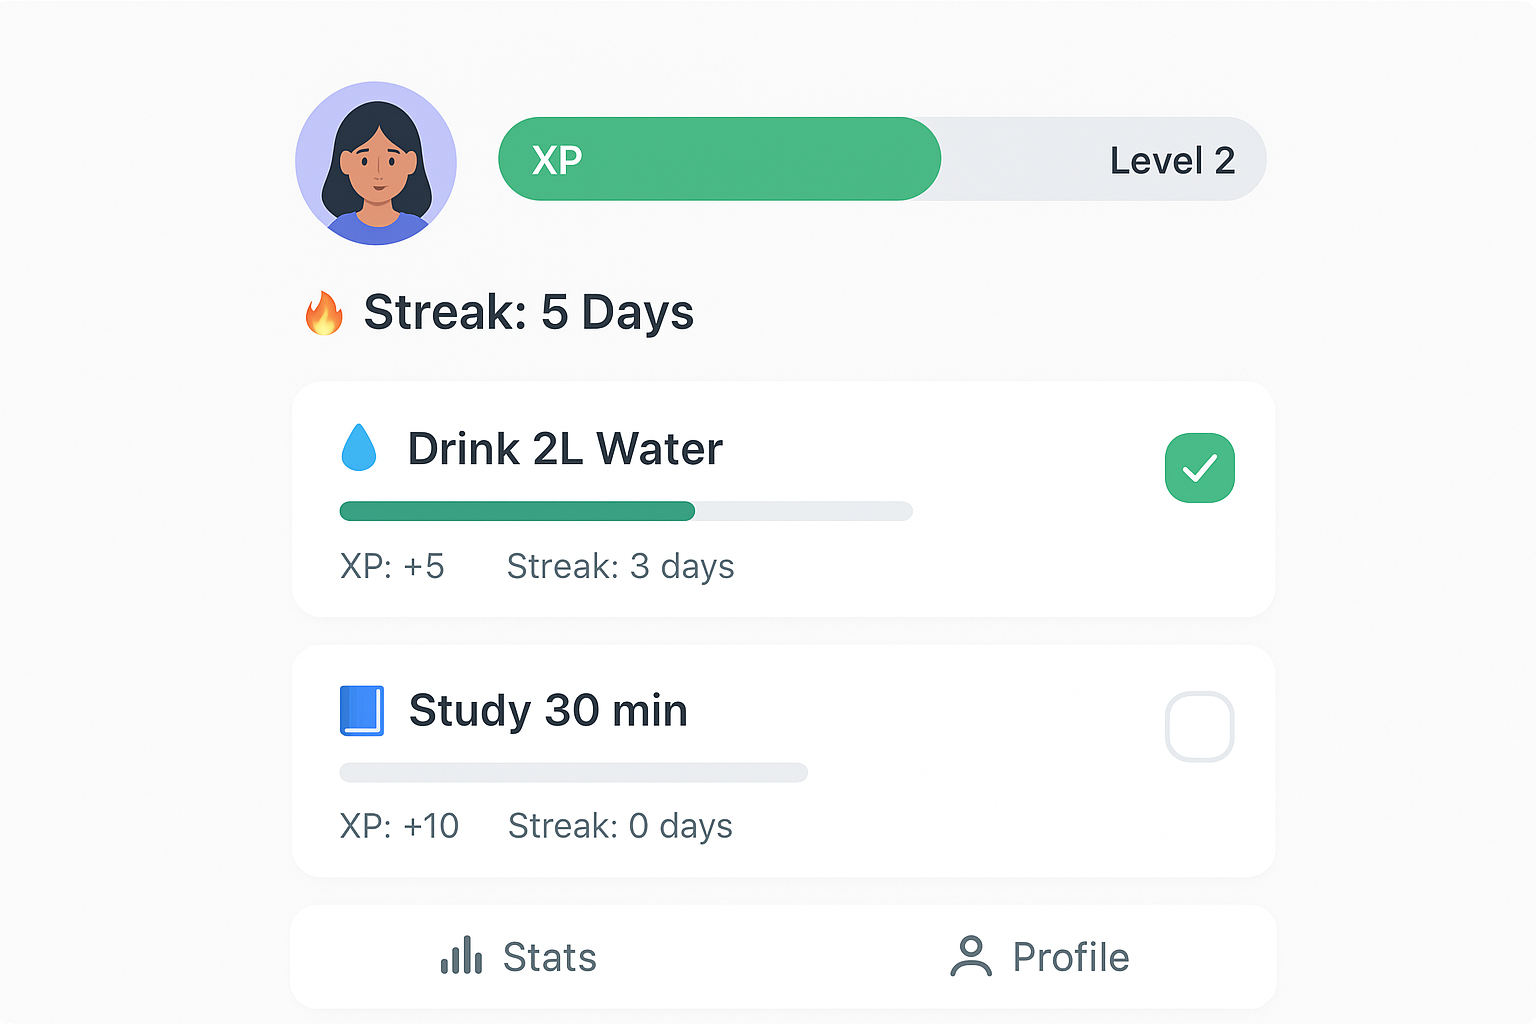 XP Level 2
Streak: 5 Days
Drink 2L Water
XP: +5 Streak: 3 days
Study 30 min
XP: +10 Streak: 0 days
Stats Profile